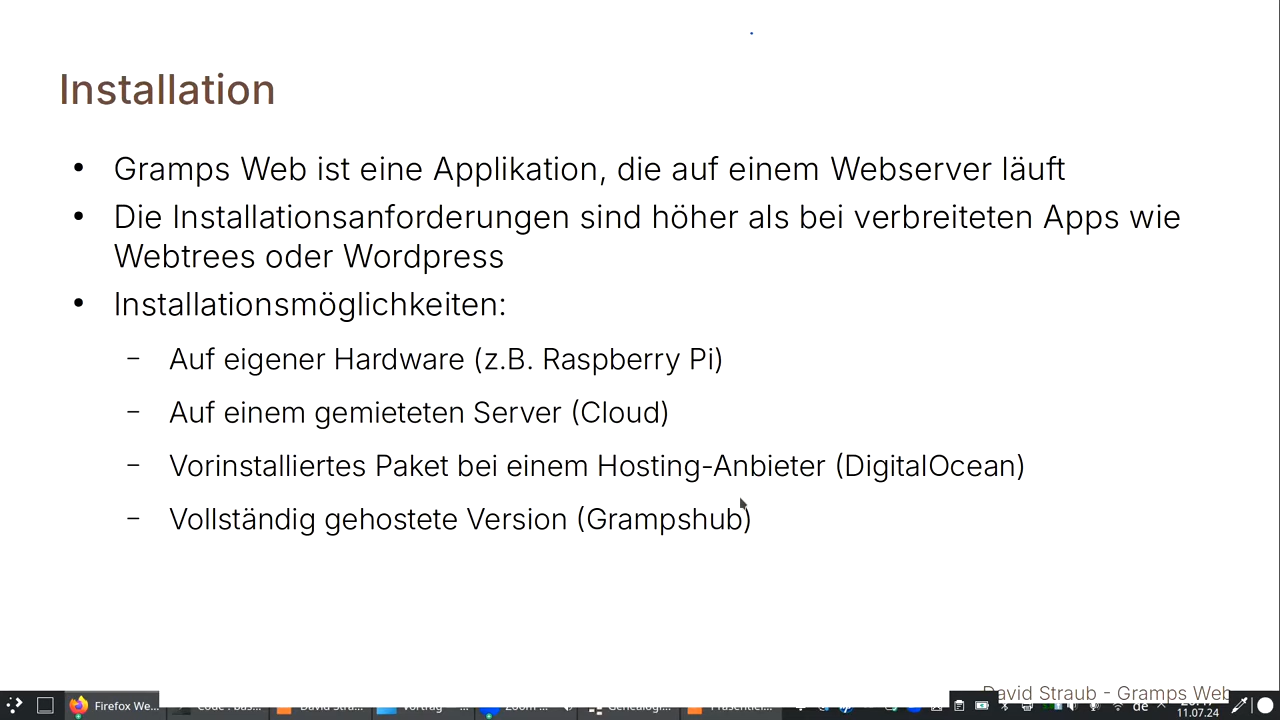 Installation
• Gramps Web ist eine Applikation, die auf einem Webserver läuft
• Die Installationsanforderungen sind höher als bei verbreiteten Apps wie
Webtrees oder Wordpress
• Installationsmöglichkeiten:
– Auf eigener Hardware (z.B. Raspberry Pi)
– Auf einem gemieteten Server (Cloud)
– Vorinstalliertes Paket bei einem Hosting-Anbieter (DigitalOcean)
– Vollständig gehostete Version (Grampshub)
David Straub - Gramps Web
Firefox We...
de
11.07.24